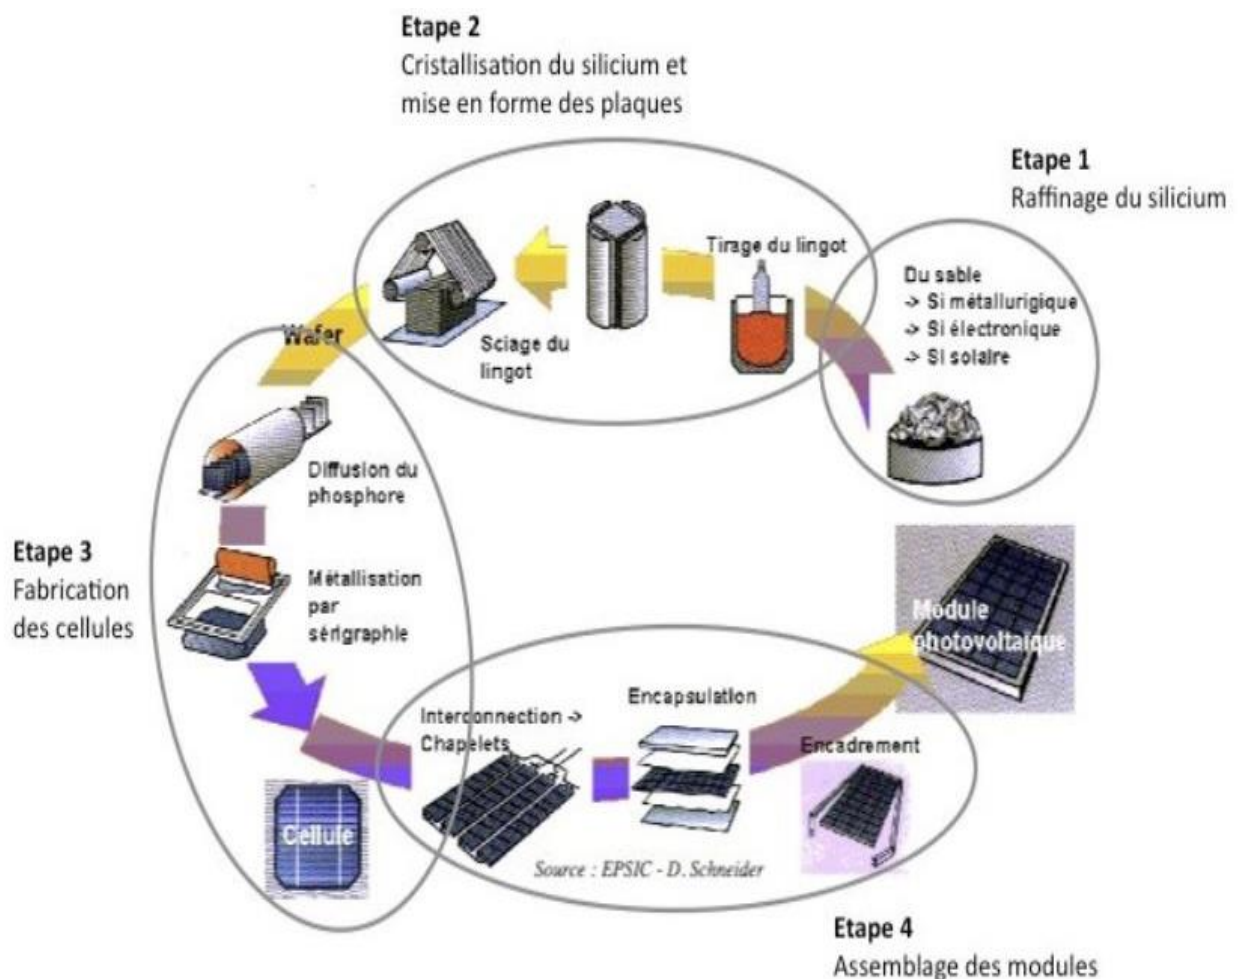 Etape 2
Cristallisation du silicium et
mise en forme des plaques
Etape 1
Raffinage du silicium
Du sable
-> Si métallurigique
-> Si électronique
-> Si solaire
Tirage du lingot
Sciage du
lingot
Wafer
Diffusion du
phosphore
Etape 3
Fabrication
des cellules
Métallisation
par
sérigraphie
Cellule
Interconnection ->
Chapelets
Encapsulation
Encadrement
Module
photovoltaïque
Source : EPSIC - D. Schneider
Etape 4
Assemblage des modules